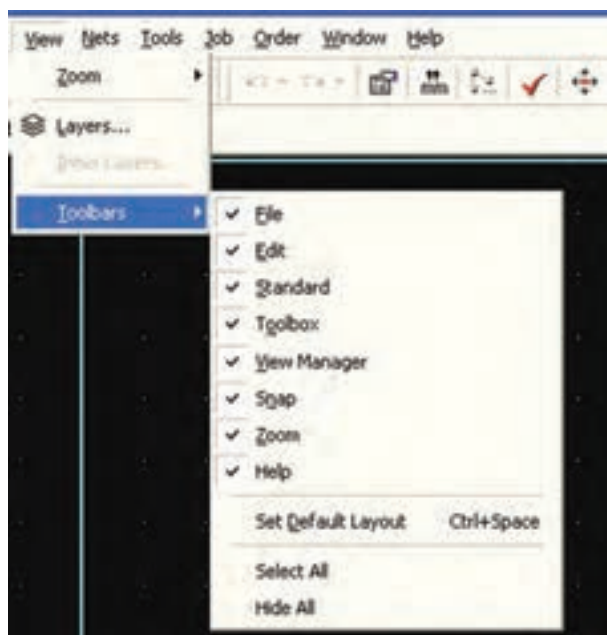 View Nets Tools Job Order Window Help
Zoom
Layers...
Toolbars
File
Edit
Standard
Toolbox
View Manager
Snap
Zoom
Help
Set Default Layout Ctrl+Space
Select All
Hide All